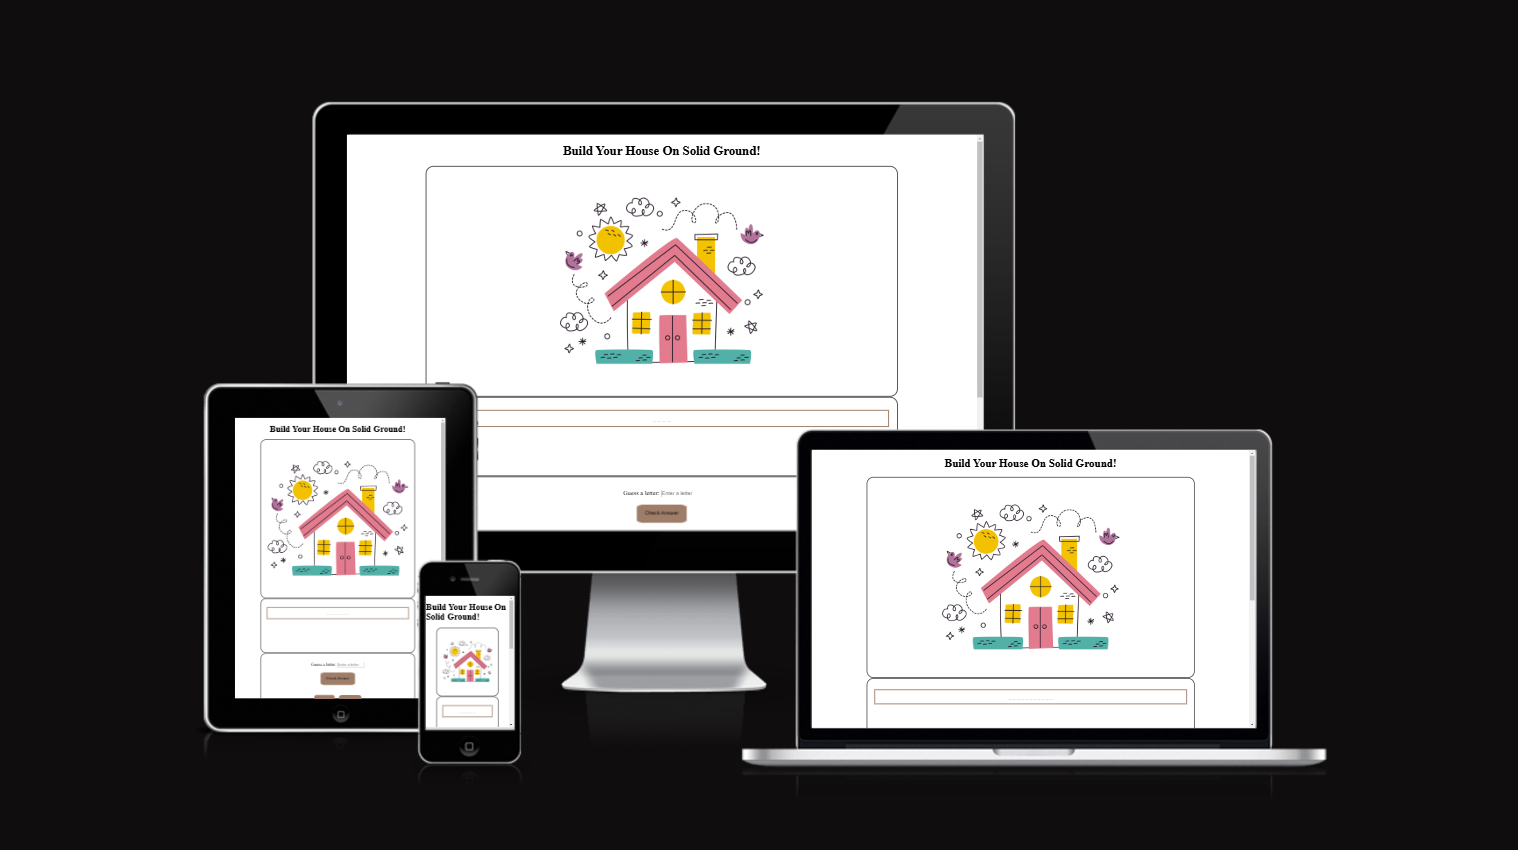 Build Your House On Solid Ground!
Guess a letter: Enter a letter
Check Answer
Build Your House On Solid Ground!
Guess a letter: Enter a letter
Check Answer
Build Your House On
Solid Ground!
Build Your House On Solid Ground!